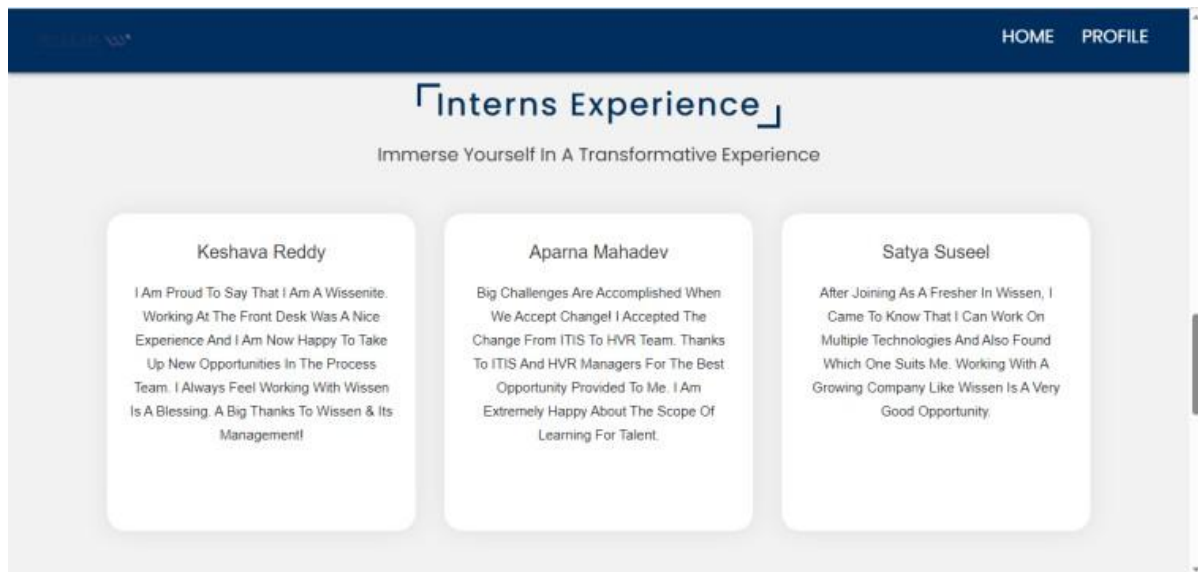 HOME PROFILE
Interns Experience
Immerse Yourself In A Transformative Experience
Keshava Reddy
I Am Proud To Say That I Am A Wissenite.
Working At The Front Desk Was A Nice
Experience And I Am Now Happy To Take
Up New Opportunities In The Process
Team. I Always Feel Working With Wissen
Is A Blessing. A Big Thanks To Wissen & Its
Management!
Aparna Mahadev
Big Challenges Are Accomplished When
We Accept Change! I Accepted The
Change From ITIS To HVR Team. Thanks
To ITIS And HVR Managers For The Best
Opportunity Provided To Me. I Am
Extremely Happy About The Scope Of
Learning For Talent.
Satya Suseel
After Joining As A Fresher In Wissen, I
Came To Know That I Can Work On
Multiple Technologies And Also Found
Which One Suits Me. Working With A
Growing Company Like Wissen Is A Very
Good Opportunity.